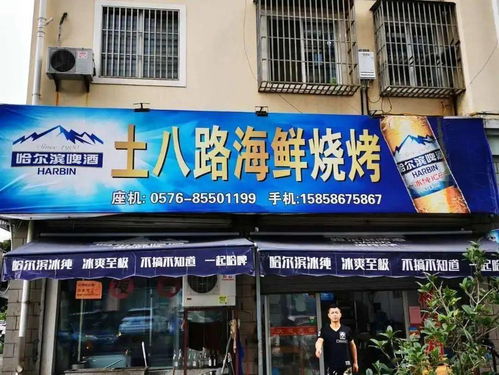 Since 1900
哈尔滨啤酒
HARBIN
土八路海鲜烧烤
座机: 0576-85501199 手机:15858675867
哈尔滨啤酒
HARBIN
哈尔滨冰纯 冰爽至极 不搞不知道 一起哈啤
哈尔滨冰纯 冰爽至极 不搞不知道 一起哈